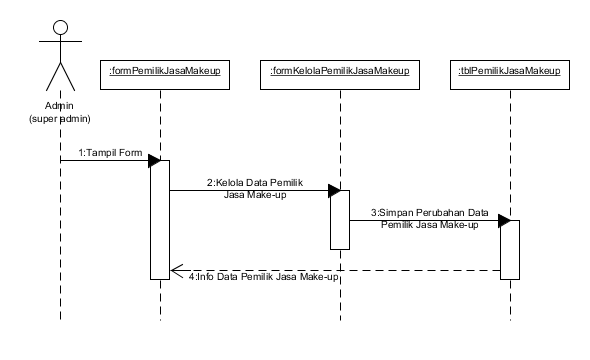 :formPemilikJasaMakeup
:formKelolaPemilikJasaMakeup
:tblPemilikJasaMakeup
Admin
(super admin)
1:Tampil Form
2:Kelola Data Pemilik
Jasa Make-up
3:Simpan Perubahan Data
Pemilik Jasa Make-up
4:Info Data Pemilik Jasa Make-up